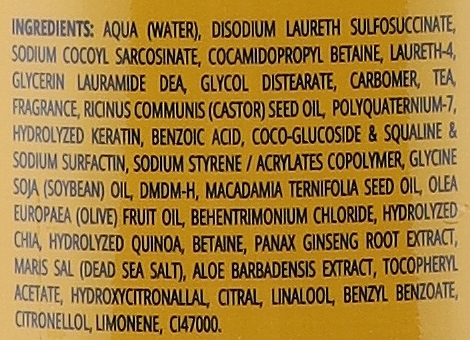 INGREDIENTS: AQUA (WATER), DISODIUM LAURETH SULFOSUCCINATE,
SODIUM COCOYL SARCOSINATE, COCAMIDOPROPYL BETAINE, LAURETH-4,
GLYCERIN LAURAMIDE DEA, GLYCOL DISTEARATE, CARBOMER, TEA,
FRAGRANCE, RICINUS COMMUNIS (CASTOR) SEED OIL, POLYQUATERNIUM-7,
HYDROLYZED KERATIN, BENZOIC ACID, COCO-GLUCOSIDE & SQUALINE &
SODIUM SURFACTIN, SODIUM STYRENE / ACRYLATES COPOLYMER, GLYCINE
SOJA (SOYBEAN) OIL, DMDM-H, MACADAMIA TERNIFOLIA SEED OIL, OLEA
EUROPAEA (OLIVE) FRUIT OIL, BEHENTRIMONIUM CHLORIDE, HYDROLYZED
CHIA, HYDROLYZED QUINOA, BETAINE, PANAX GINSENG ROOT EXTRACT,
MARIS SAL (DEAD SEA SALT), ALOE BARBADENSIS EXTRACT, TOCOPHERYL
ACETATE, HYDROXYCITRONALLAL, CITRAL, LINALOOL, BENZYL BENZOATE,
CITRONELLOL, LIMONENE, CI47000.